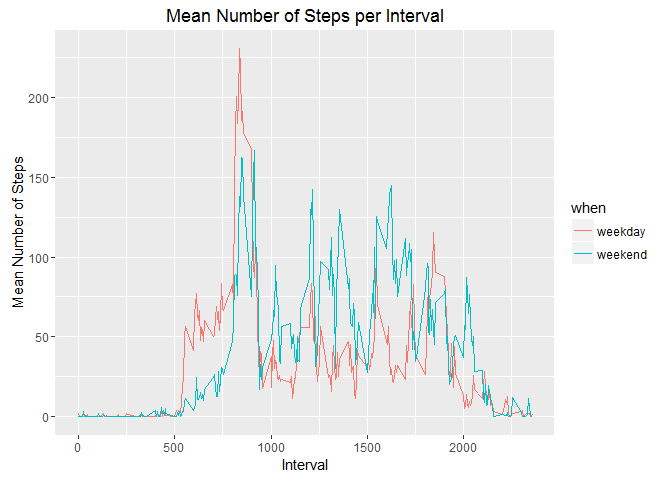 Mean Number of Steps per Interval
Mean Number of Steps
200
150
100
50
0
0
500
1000
1500
2000
Interval
when
weekday
weekend